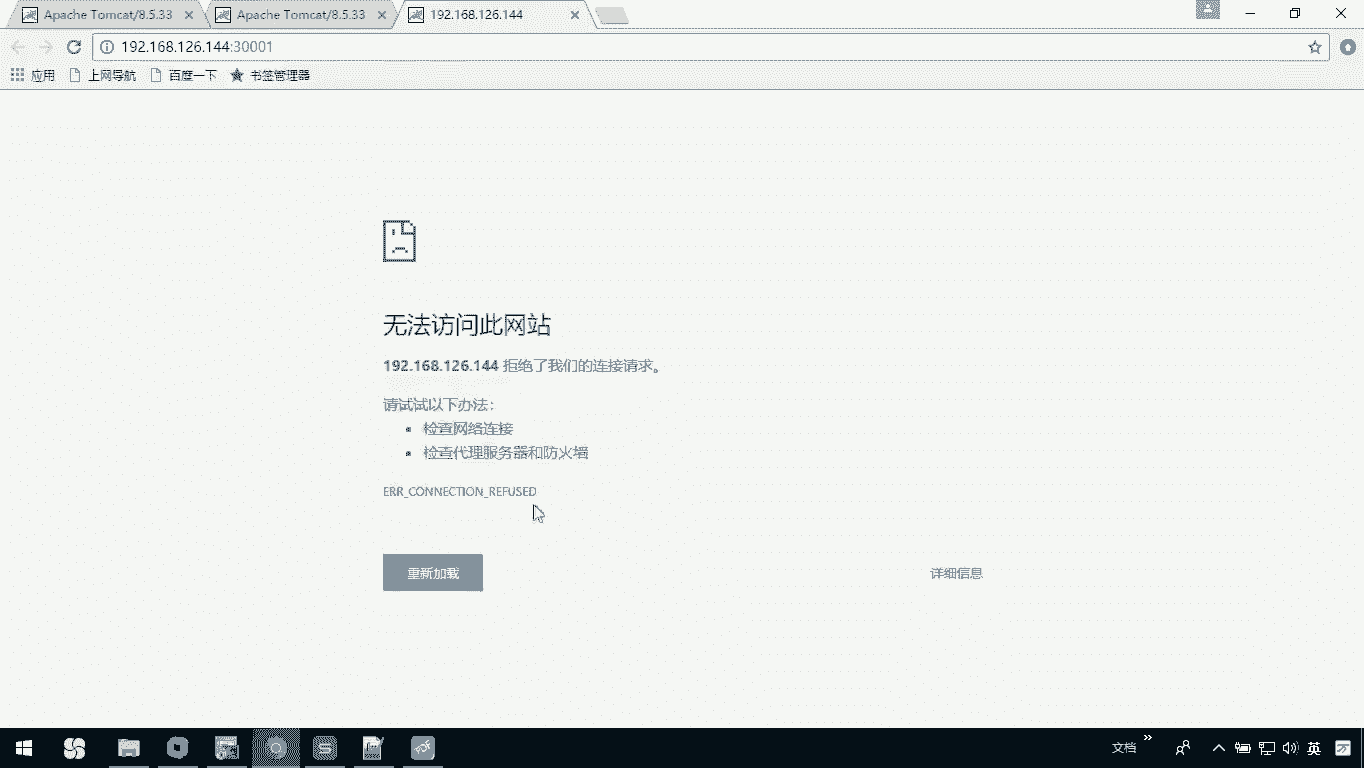 Apache Tomcat/8.5.33
Apache Tomcat/8.5.33
192.168.126.144
192.168.126.144:30001
应用
上网导航
百度一下
书签管理器
无法访问此网站
192.168.126.144 拒绝了我们的连接请求。
请试试以下办法：
检查网络连接
检查代理服务器和防火墙
ERR_CONNECTION_REFUSED
重新加载
详细信息
文档
英